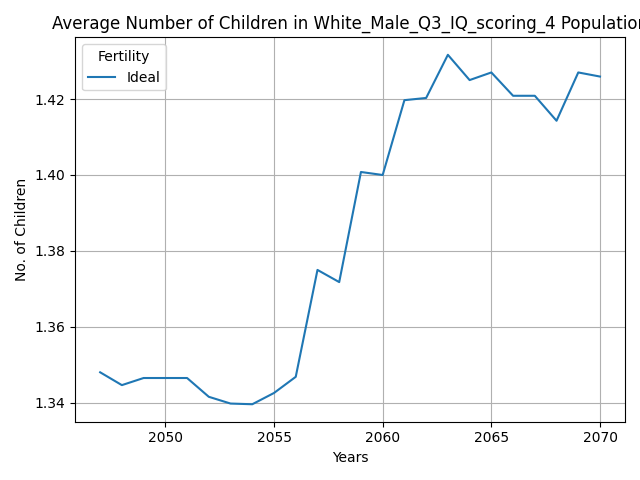 Average Number of Children in White_Male_Q3_IQ_scoring_4 Population
Fertility
Ideal
No. of Children
1.42
1.40
1.38
1.36
1.34
2050
2055
2060
2065
2070
Years